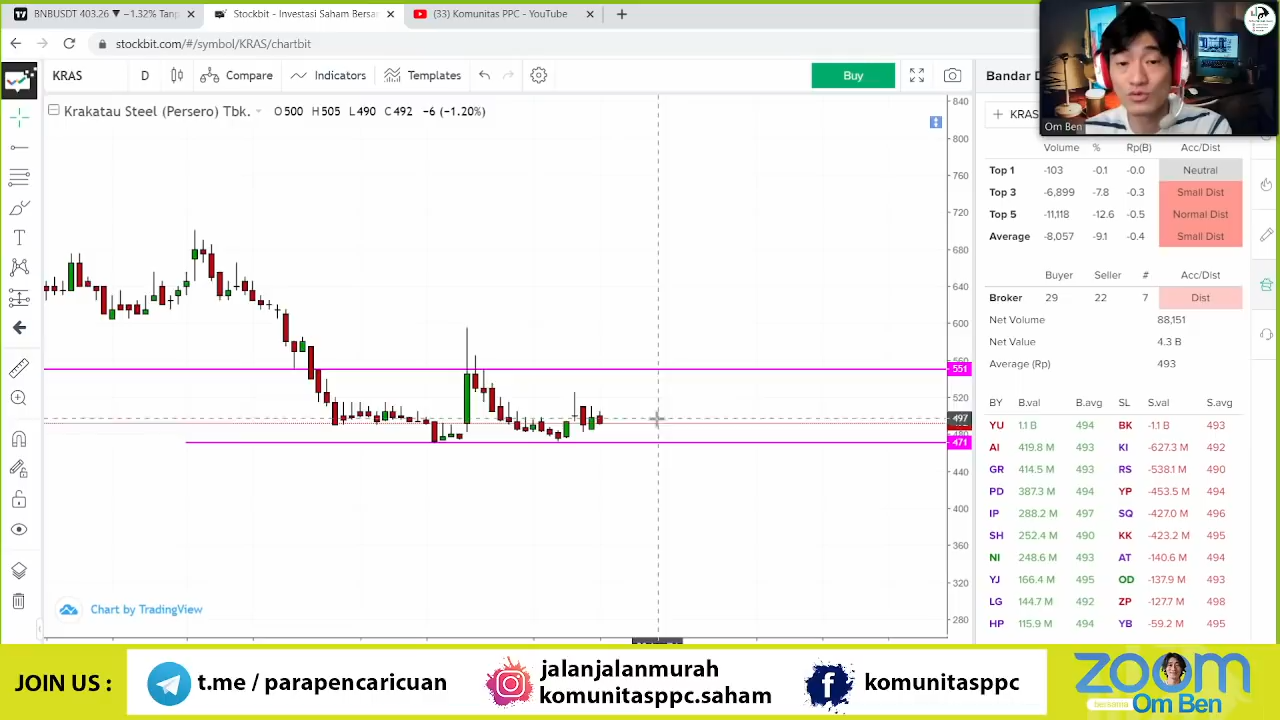 BNBUSDT 403.26 ▼ −1.32% Tanp
Stockbit - Investasi Saham Bersar
(33) Komunitas PPC - YouTube
stockbit.com/#/symbol/KRAS/chartbit
KRAS D Compare Indicators Templates Buy
Bandar D
Krakatau Steel (Persero) Tbk. O500 H505 L490 C492 −6 (−1.20%)
+ KRAS
Om Ben
840
800
760
720
680
640
600
560
551
520
497
480
471
440
400
360
320
280
Chart by TradingView
Volume % Rp(B) Acc/Dist
Top 1 -103 -0.1 -0.0 Neutral
Top 3 -6,899 -7.8 -0.3 Small Dist
Top 5 -11,118 -12.6 -0.5 Normal Dist
Average -8,057 -9.1 -0.4 Small Dist
Buyer Seller # Acc/Dist
Broker 29 22 7 Dist
Net Volume 88,151
Net Value 4.3 B
Average (Rp) 493
BY B.val B.avg SL S.val S.avg
YU 1.1 B 494 BK -1.1 B 493
AI 419.8 M 493 KI -627.3 M 492
GR 414.5 M 493 RS -538.1 M 490
PD 387.3 M 494 YP -453.5 M 494
IP 288.2 M 497 SQ -427.0 M 496
SH 252.4 M 490 KK -423.2 M 495
NI 248.6 M 493 AT -140.6 M 494
YJ 166.4 M 495 OD -137.9 M 493
LG 144.7 M 492 ZP -127.7 M 498
HP 115.9 M 494 YB -59.2 M 495
JOIN US :
t.me / parapencaricuan
jalanjalanmurah
komunitasppc.saham
komunitasppc
zoom
bersama
Om Ben